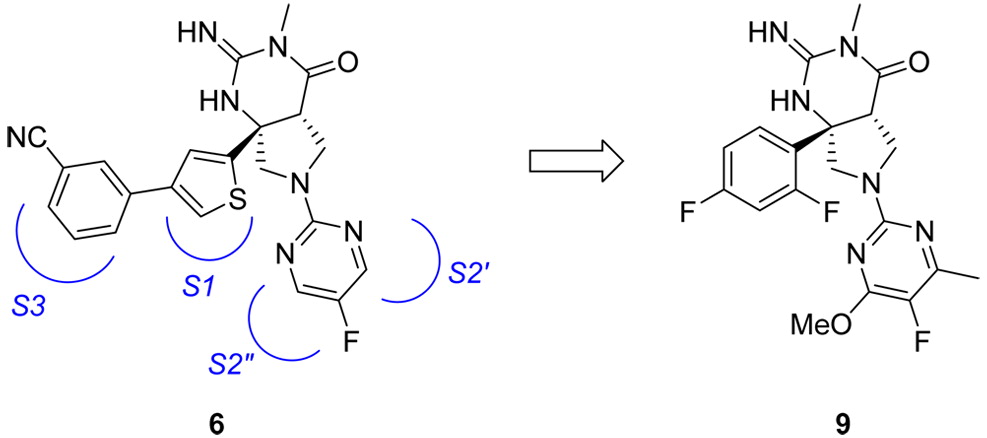 HN N O
HN
NC
N
S
N N
S3 S1 S2'
F
S2"
6
HN N O
HN
N
F F
N N
MeO F
9